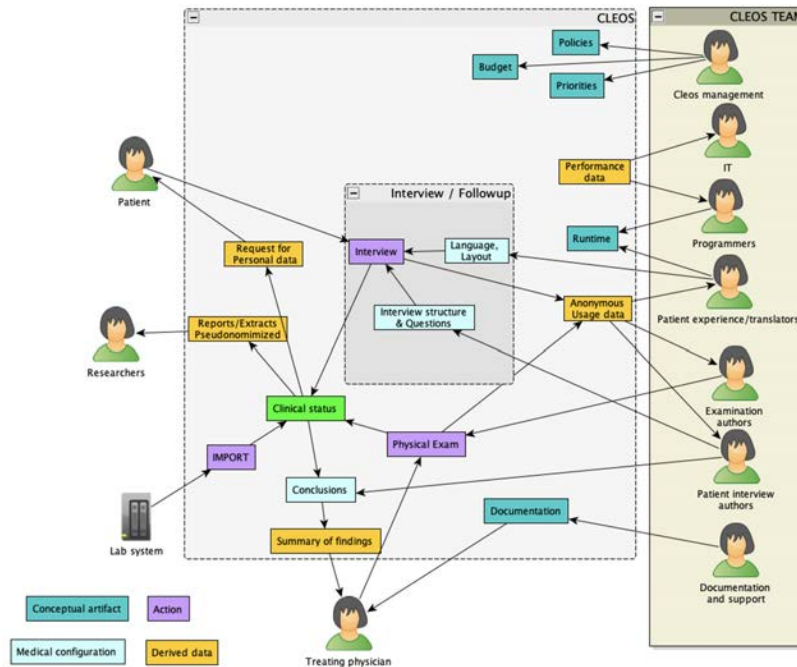 CLEOS
CLEOS TEAM
Policies
Budget
Priorities
Cleos management
Performance
data
IT
Patient
Interview / Followup
Programmers
Runtime
Interview
Language,
Layout
Request for
Personal data
Anonymous
Usage data
Patient experience/translators
Interview structure
& Questions
Reports/Extracts
Pseudonomimized
Researchers
Clinical status
Examination
authors
Physical Exam
IMPORT
Conclusions
Patient interview
authors
Documentation
Lab system
Summary of findings
Documentation
and support
Conceptual artifact
Action
Medical configuration
Derived data
Treating physician